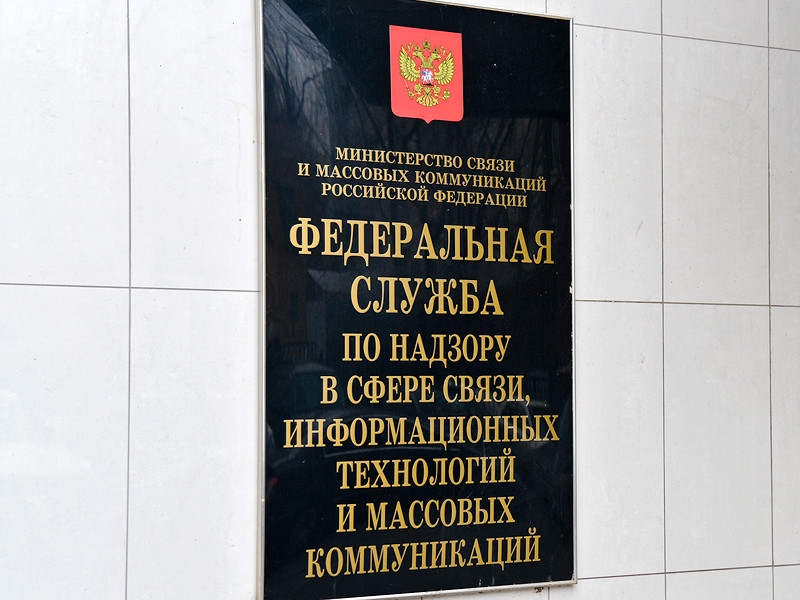 МИНИСТЕРСТВО СВЯЗИ
И МАССОВЫХ КОММУНИКАЦИЙ
РОССИЙСКОЙ ФЕДЕРАЦИИ
ФЕДЕРАЛЬНАЯ
СЛУЖБА
ПО НАДЗОРУ
В СФЕРЕ СВЯЗИ,
ИНФОРМАЦИОННЫХ
ТЕХНОЛОГИЙ
И МАССОВЫХ
КОММУНИКАЦИЙ